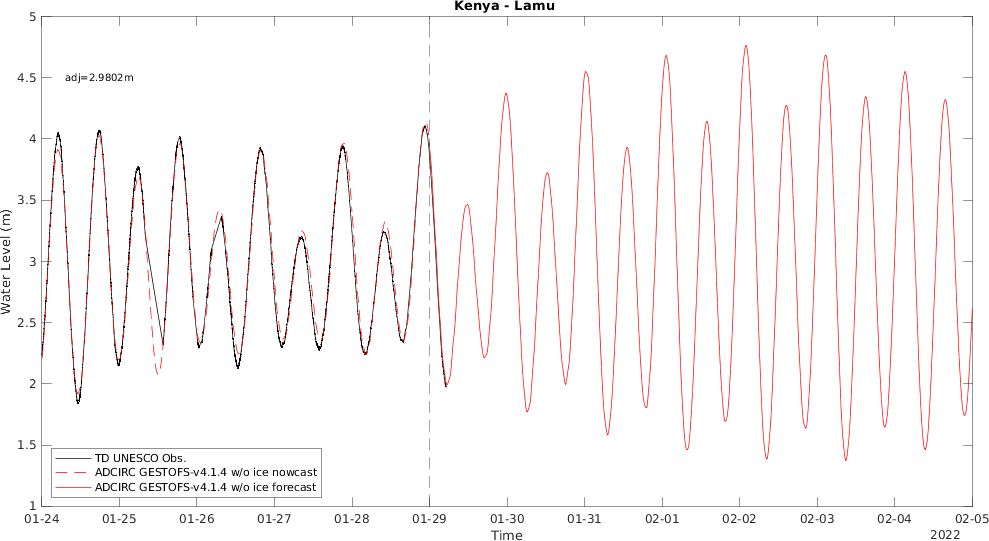 Kenya - Lamu
5
4.5
4
3.5
3
2.5
2
1.5
1
Water Level (m)
adj=2.9802m
TD UNESCO Obs.
ADCIRC GESTOFS-v4.1.4 w/o ice nowcast
ADCIRC GESTOFS-v4.1.4 w/o ice forecast
01-24 01-25 01-26 01-27 01-28 01-29 01-30 01-31 02-01 02-02 02-03 02-04 02-05
Time
2022